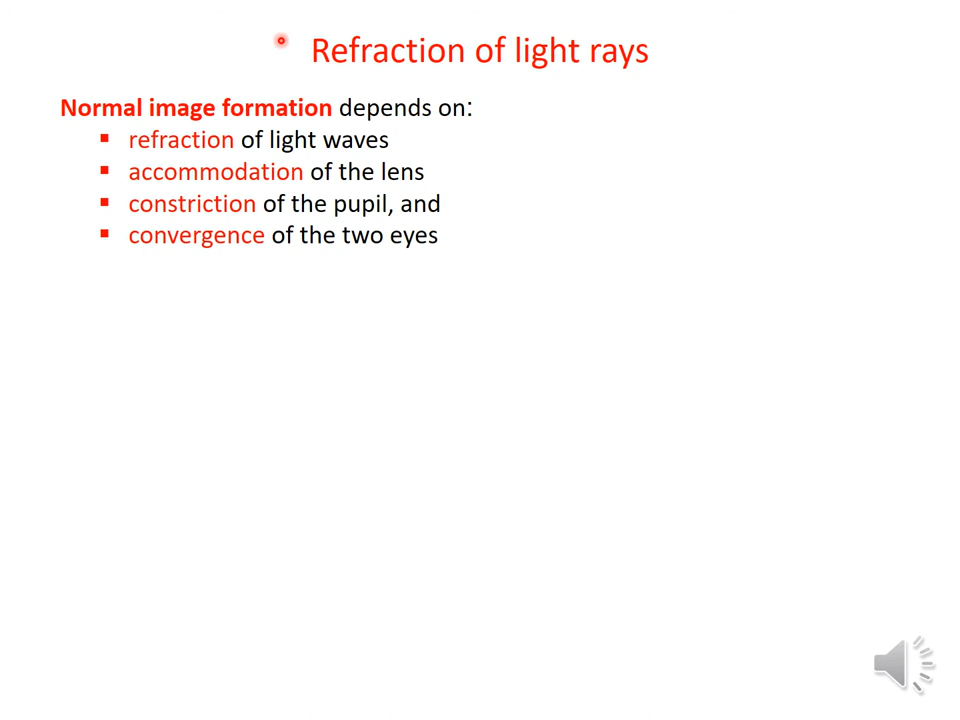 Refraction of light rays
Normal image formation depends on:
▪ refraction of light waves
▪ accommodation of the lens
▪ constriction of the pupil, and
▪ convergence of the two eyes